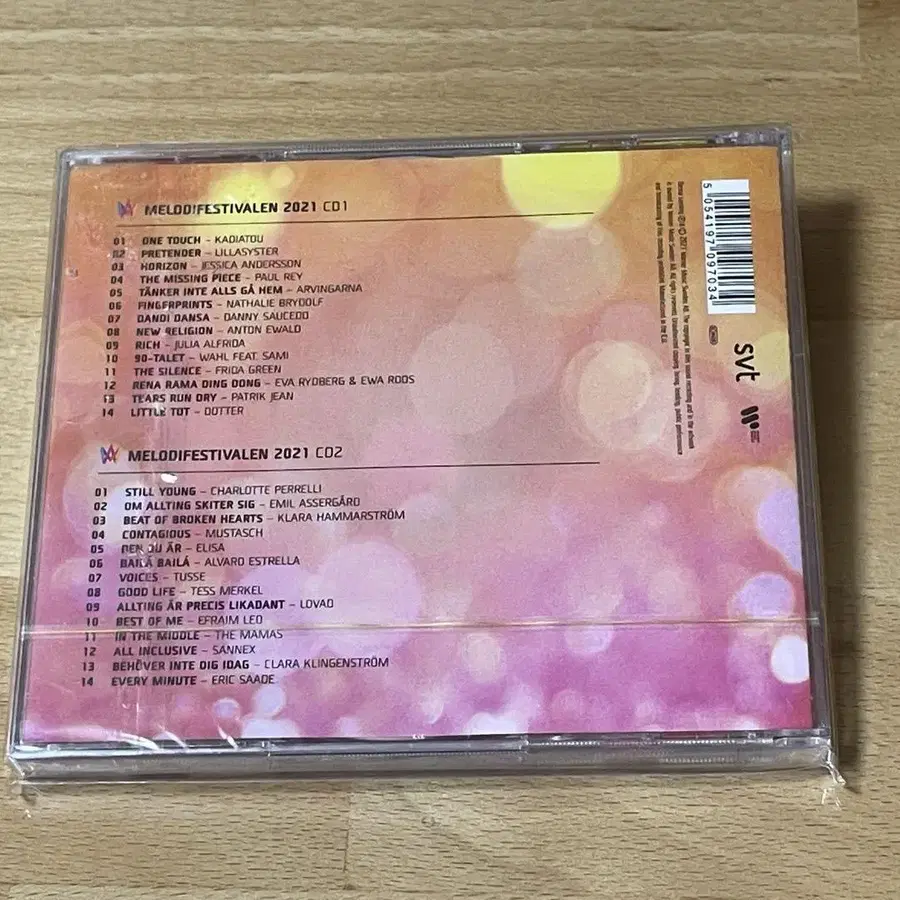 MELODIFESTIVALEN 2021 CD1
01 ONE TOUCH – KADIATOU
02 PRETENDER – LILLASYSTER
03 HORIZON – JESSICA ANDERSSON
04 THE MISSING PIECE – PAUL REY
05 TÄNKER INTE ALLS GÅ HEM – ARVINGARNA
06 FINGERPRINTS – NATHALIE BRYDOLF
07 DANDI DANSA – DANNY SAUCEDO
08 NEW RELIGION – ANTON EWALD
09 RICH – JULIA ALFRIDA
10 90-TALET – WAHL FEAT. SAMI
11 THE SILENCE – FRIDA GREEN
12 RENA RAMA DING DONG – EVA RYDBERG & EWA ROOS
13 TEARS RUN DRY – PATRIK JEAN
14 LITTLE TOT – DOTTER
MELODIFESTIVALEN 2021 CD2
01 STILL YOUNG – CHARLOTTE PERRELLI
02 OM ALLTING SKITER SIG – EMIL ASSERGÅRD
03 BEAT OF BROKEN HEARTS – KLARA HAMMARSTRÖM
04 CONTAGIOUS – MUSTASCH
05 DEN DU ÄR – ELISA
06 BAILÁ BAILÁ – ALVARO ESTRELLA
07 VOICES – TUSSE
08 GOOD LIFE – TESS MERKEL
09 ALLTING ÄR PRECIS LIKADANT – LOVAD
10 BEST OF ME – EFRAIM LEO
11 IN THE MIDDLE – THE MAMAS
12 ALL INCLUSIVE – SANNEX
13 BEHÖVER INTE DIG IDAG – CLARA KLINGENSTRÖM
14 EVERY MINUTE – ERIC SAADE
5 054197 097034
svt